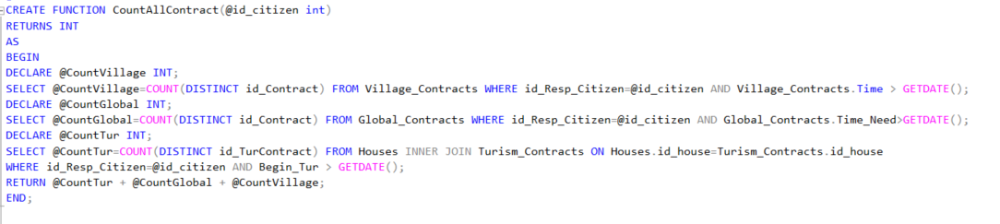 CREATE FUNCTION CountAllContract(@id_citizen int)
RETURNS INT
AS
BEGIN
DECLARE @CountVillage INT;
SELECT @CountVillage=COUNT(DISTINCT id_Contract) FROM Village_Contracts WHERE id_Resp_Citizen=@id_citizen AND Village_Contracts.Time > GETDATE();
DECLARE @CountGlobal INT;
SELECT @CountGlobal=COUNT(DISTINCT id_Contract) FROM Global_Contracts WHERE id_Resp_Citizen=@id_citizen AND Global_Contracts.Time_Need>GETDATE();
DECLARE @CountTur INT;
SELECT @CountTur=COUNT(DISTINCT id_TurContract) FROM Houses INNER JOIN Turism_Contracts ON Houses.id_house=Turism_Contracts.id_house
WHERE id_Resp_Citizen=@id_citizen AND Begin_Tur > GETDATE();
RETURN @CountTur + @CountGlobal + @CountVillage;
END;